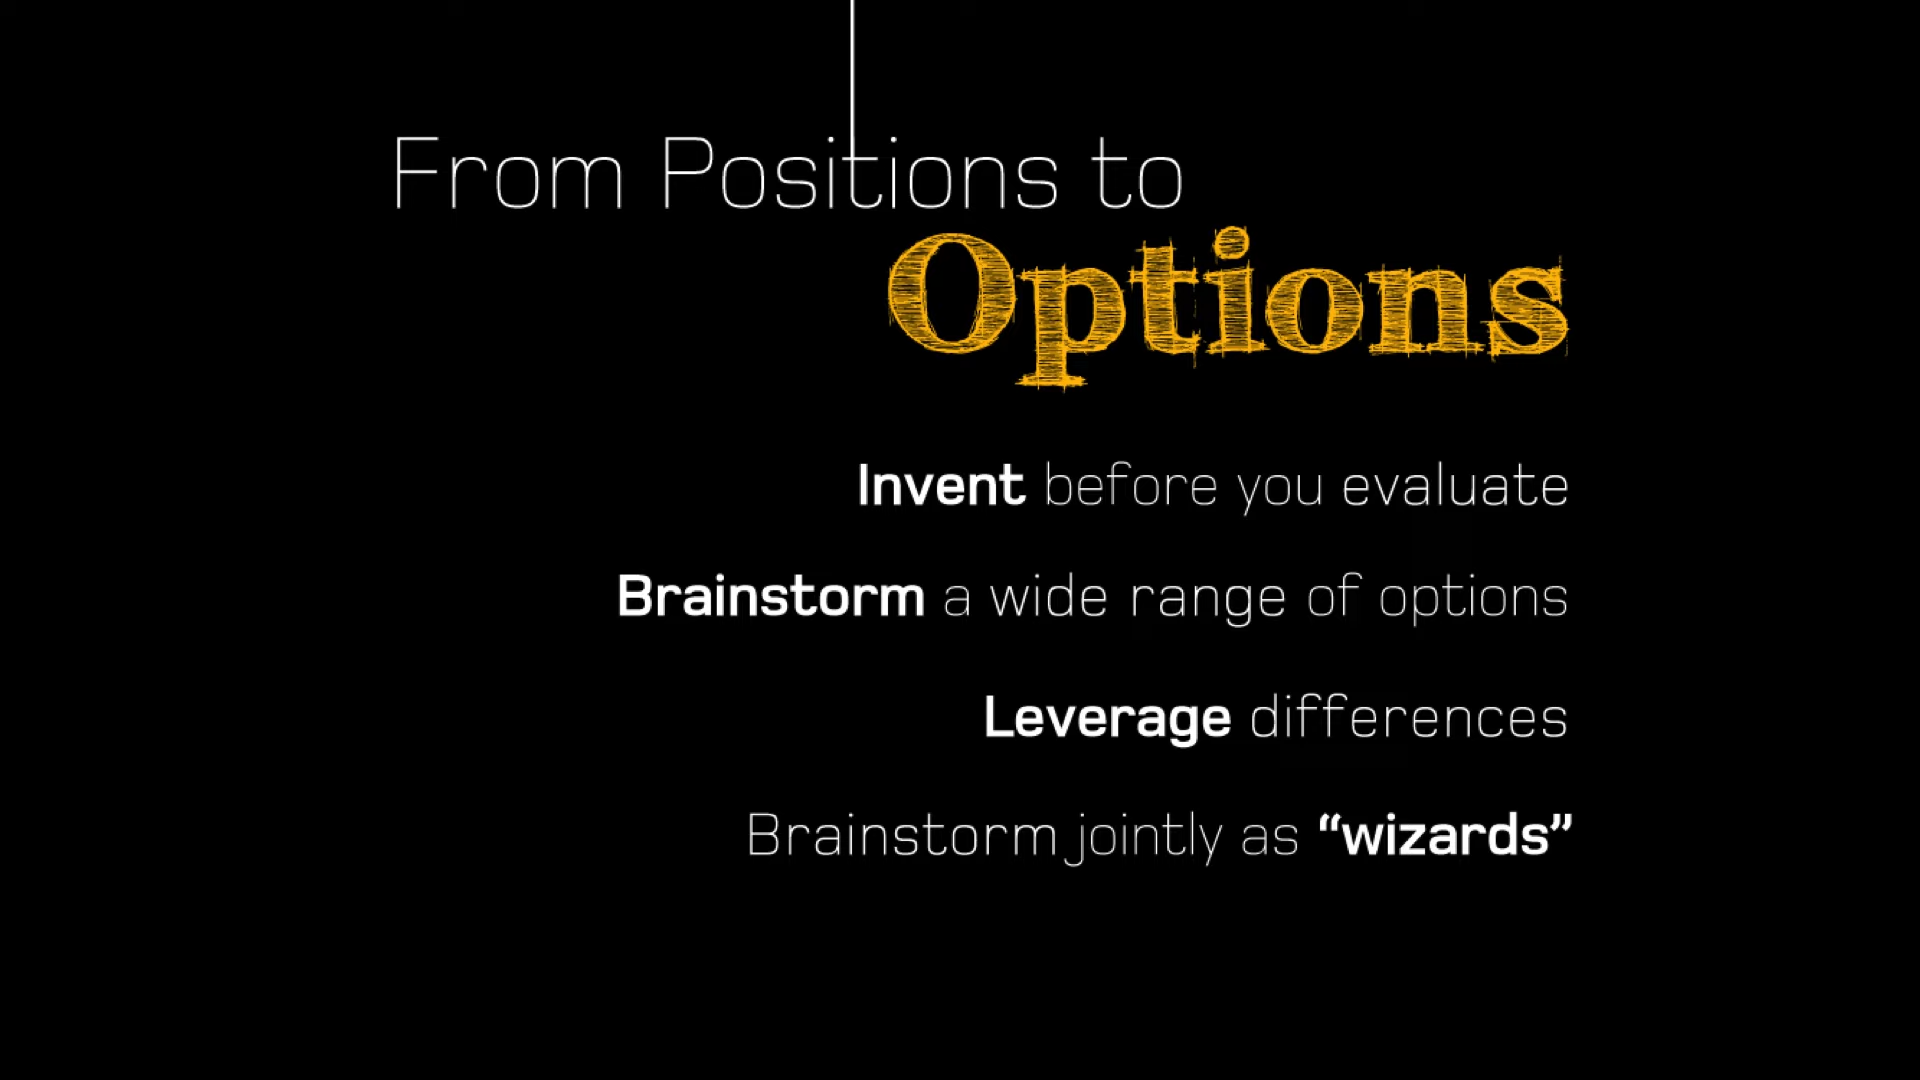 From Positions to
Options
Invent before you evaluate
Brainstorm a wide range of options
Leverage differences
Brainstorm jointly as “wizards”